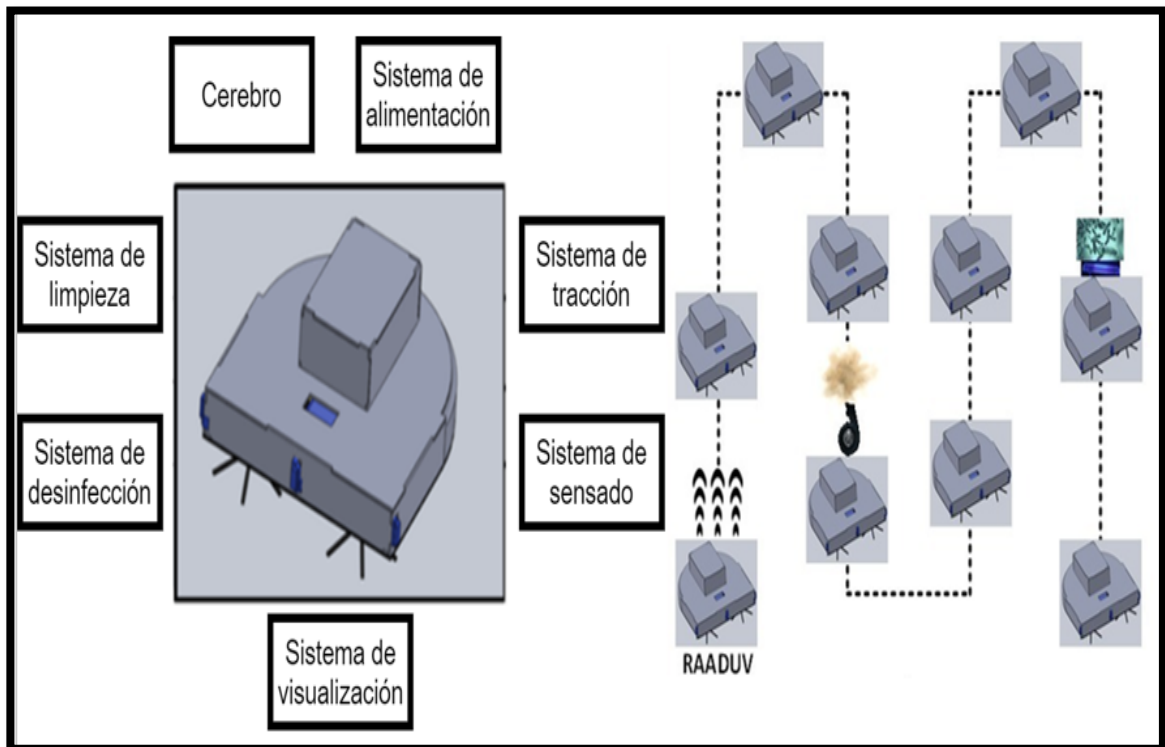 Cerebro
Sistema de
alimentación
Sistema de
limpieza
Sistema de
tracción
Sistema de
desinfección
Sistema de
sensado
Sistema de
visualización
RAADUV